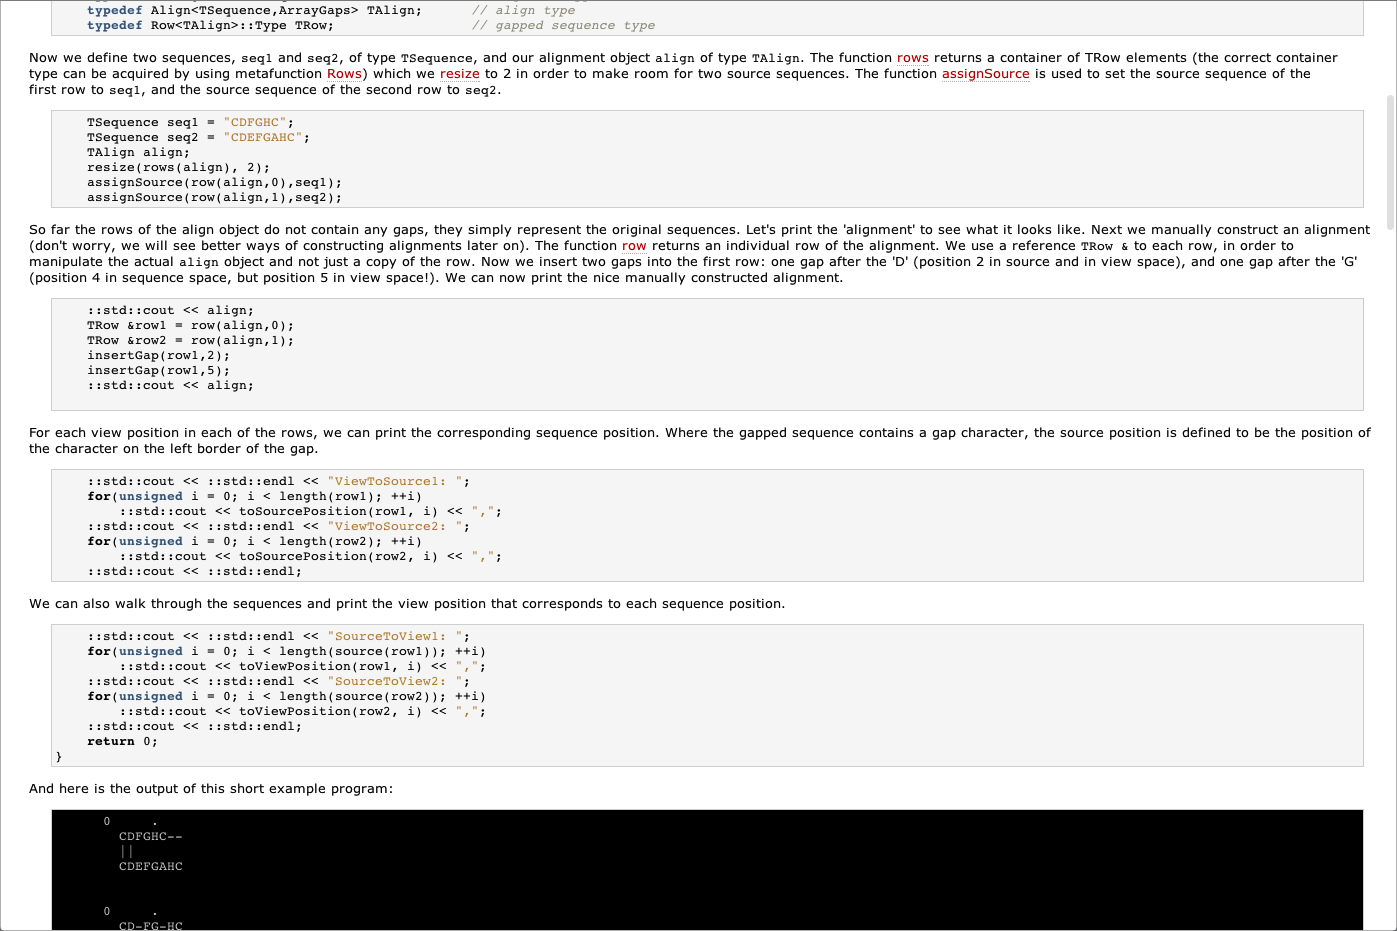 typedef Align<TSequence,ArrayGaps> TAlign;      // align type
typedef Row<TAlign>::Type TRow;                 // gapped sequence type
Now we define two sequences, seq1 and seq2, of type TSequence, and our alignment object align of type TAlign. The function rows returns a container of TRow elements (the correct container
type can be acquired by using metafunction Rows) which we resize to 2 in order to make room for two source sequences. The function assignSource is used to set the source sequence of the
first row to seq1, and the source sequence of the second row to seq2.
TSequence seq1 = "CDFGHC";
TSequence seq2 = "CDEFGAHC";
TAlign align;
resize(rows(align), 2);
assignSource(row(align,0),seq1);
assignSource(row(align,1),seq2);
So far the rows of the align object do not contain any gaps, they simply represent the original sequences. Let's print the 'alignment' to see what it looks like. Next we manually construct an alignment
(don't worry, we will see better ways of constructing alignments later on). The function row returns an individual row of the alignment. We use a reference TRow & to each row, in order to
manipulate the actual align object and not just a copy of the row. Now we insert two gaps into the first row: one gap after the 'D' (position 2 in source and in view space), and one gap after the 'G'
(position 4 in sequence space, but position 5 in view space!). We can now print the nice manually constructed alignment.
::std::cout << align;
TRow &row1 = row(align,0);
TRow &row2 = row(align,1);
insertGap(row1,2);
insertGap(row1,5);
::std::cout << align;
For each view position in each of the rows, we can print the corresponding sequence position. Where the gapped sequence contains a gap character, the source position is defined to be the position of
the character on the left border of the gap.
::std::cout << ::std::endl << "ViewToSource1: ";
for(unsigned i = 0; i < length(row1); ++i)
    ::std::cout << toSourcePosition(row1, i) << ",";
::std::cout << ::std::endl << "ViewToSource2: ";
for(unsigned i = 0; i < length(row2); ++i)
    ::std::cout << toSourcePosition(row2, i) << ",";
::std::cout << ::std::endl;
We can also walk through the sequences and print the view position that corresponds to each sequence position.
::std::cout << ::std::endl << "SourceToView1: ";
for(unsigned i = 0; i < length(source(row1)); ++i)
    ::std::cout << toViewPosition(row1, i) << ",";
::std::cout << ::std::endl << "SourceToView2: ";
for(unsigned i = 0; i < length(source(row2)); ++i)
    ::std::cout << toViewPosition(row2, i) << ",";
::std::cout << ::std::endl;
return 0;
}
And here is the output of this short example program:
0     .
CDFGHC--
||
CDEFGAHC
0     .
CD-FG-HC